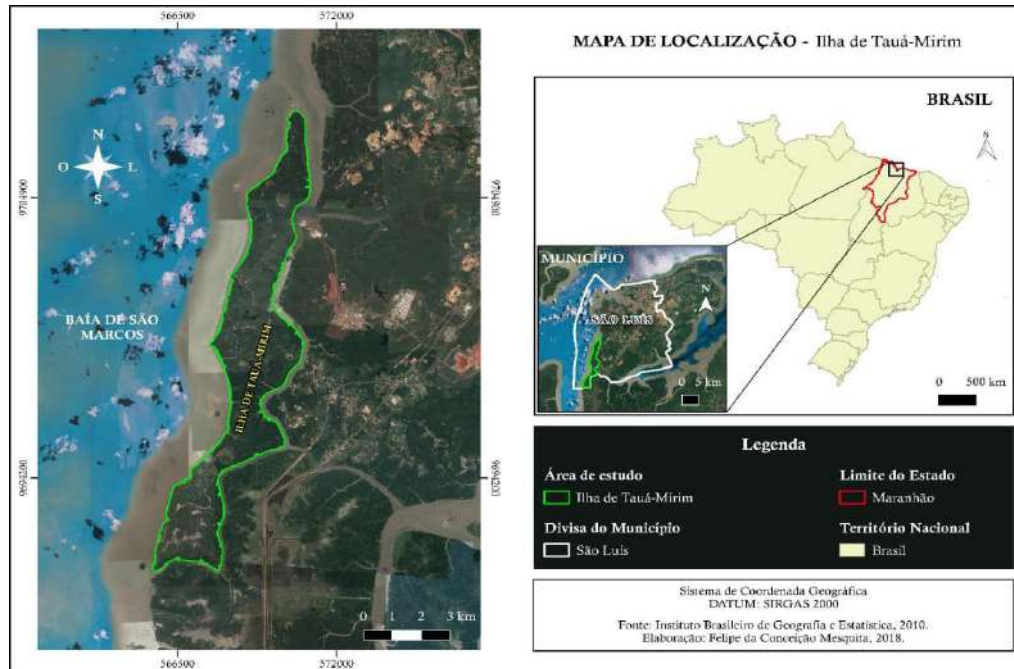 566500
572000
MAPA DE LOCALIZAÇÃO - Ilha de Tauá-Mirim
BRASIL
N
N
O
L
S
9704900
9704900
MUNICÍPIO
N
SÃO LUÍS
BAÍA DE SÃO
MARCOS
ILHA DE TAUÁ-MIRIM
0
5 km
0
500 km
Legenda
Área de estudo
Limite do Estado
Ilha de Tauá-Mirim
Maranhão
9694200
9694200
Divisa do Município
Território Nacional
São Luís
Brasil
Sistema de Coordenada Geográfica
DATUM: SIRGAS 2000
Fonte: Instituto Brasileiro de Geografia e Estatística, 2010.
Elaboração: Felipe da Conceição Mesquita, 2018.
0
1
2
3 km
566500
572000